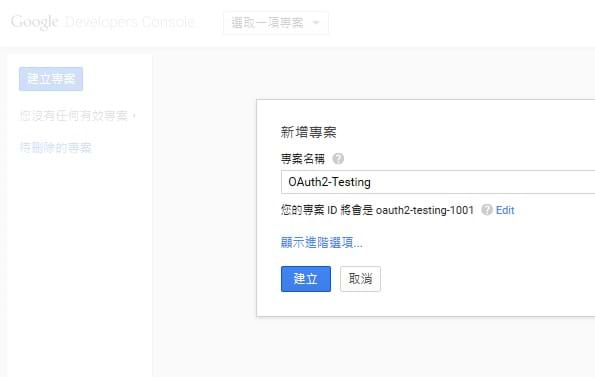 Google Developers Console
選取一項專案
建立專案
您沒有任何有效專案，
待刪除的專案
新增專案
專案名稱
OAuth2-Testing
您的專案 ID 將會是 oauth2-testing-1001 Edit
顯示進階選項...
建立 取消